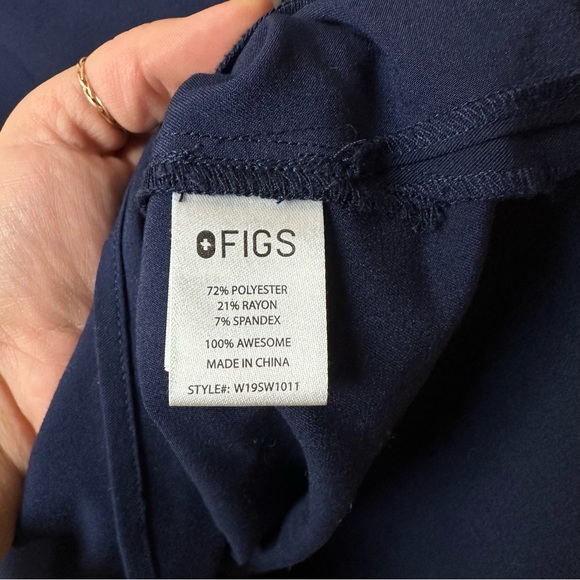 FIGS
72% POLYESTER
21% RAYON
7% SPANDEX
100% AWESOME
MADE IN CHINA
STYLE#: W19SW1011